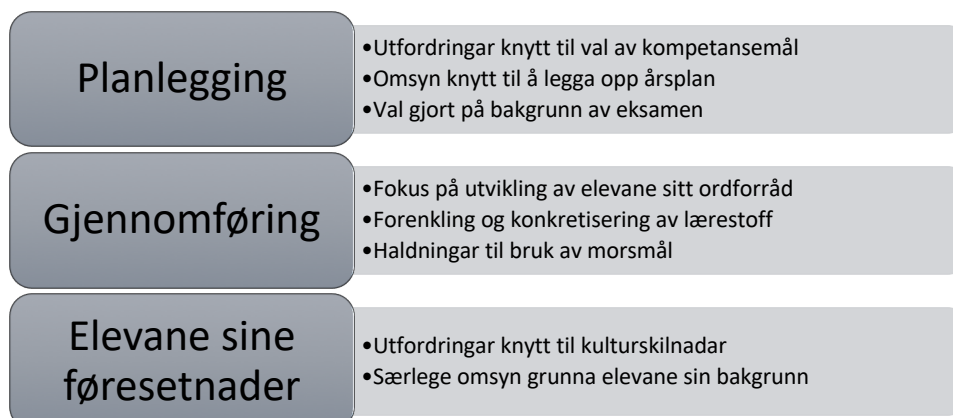 Planlegging
•Utfordringar knytt til val av kompetansemål
•Omsyn knytt til å legga opp årsplan
•Val gjort på bakgrunn av eksamen
Gjennomføring
•Fokus på utvikling av elevane sitt ordforråd
•Forenkling og konkretisering av lærestoff
•Haldningar til bruk av morsmål
Elevane sine
føresetnader
•Utfordringar knytt til kulturskilnadar
•Særlege omsyn grunna elevane sin bakgrunn